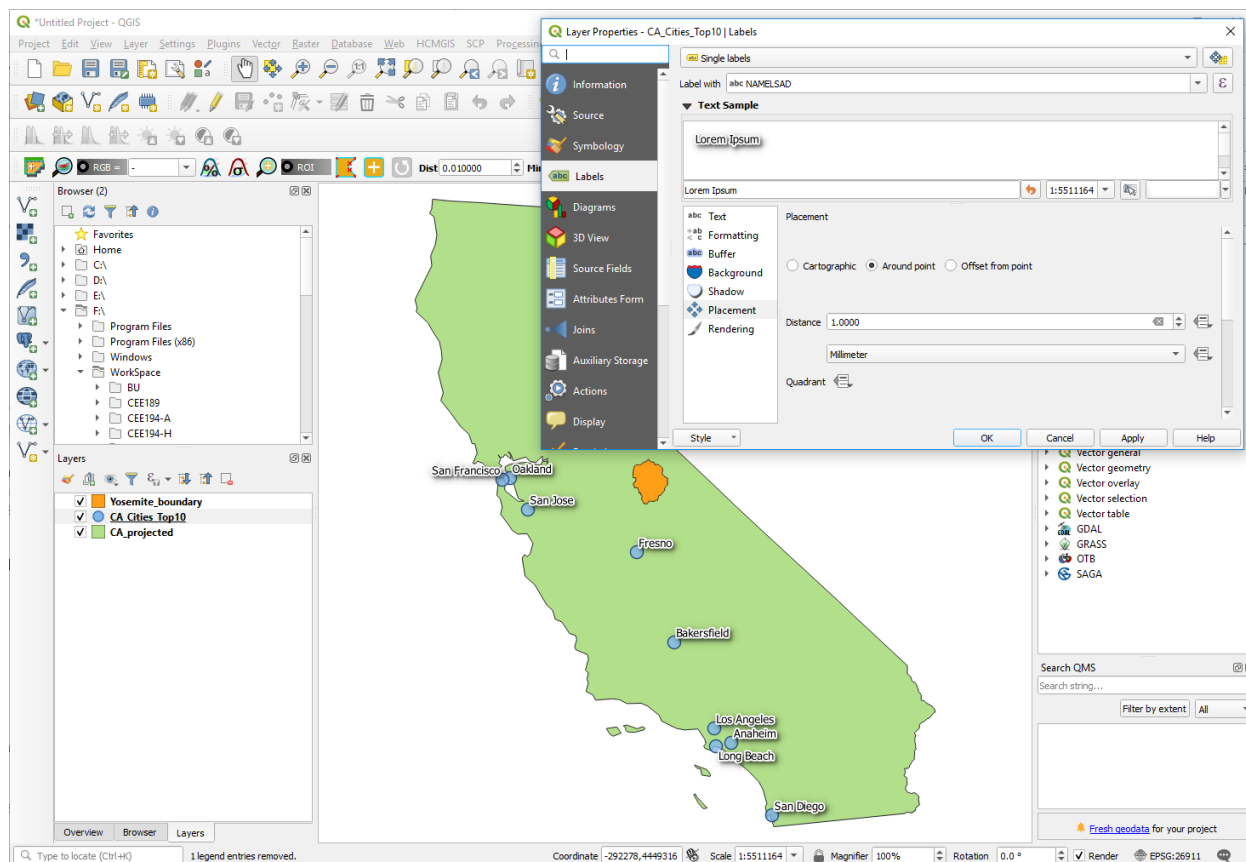 *Untitled Project - QGIS
Project Edit View Layer Settings Plugins Vector Raster Database Web HCMGIS SCP Processing
RGB = -
ROI
Dist 0.010000
Browser (2)
Favorites
Home
C:\
D:\
E:\
F:\
Program Files
Program Files (x86)
Windows
WorkSpace
BU
CEE189
CEE194-A
CEE194-H
Layers
Yosemite_boundary
CA_Cities_Top10
CA_projected
Overview Browser Layers
San Francisco
Oakland
San Jose
Fresno
Bakersfield
Los Angeles
Anaheim
Long Beach
San Diego
Layer Properties - CA_Cities_Top10 | Labels
Information
Source
Symbology
Labels
Diagrams
3D View
Source Fields
Attributes Form
Joins
Auxiliary Storage
Actions
Display
Single labels
Label with abc NAMELSAD
Text Sample
Lorem Ipsum
Lorem Ipsum
1:5511164
Text
Formatting
Buffer
Background
Shadow
Placement
Rendering
Placement
Cartographic Around point Offset from point
Distance 1.0000
Millimeter
Quadrant
Style OK Cancel Apply Help
Vector general
Vector geometry
Vector overlay
Vector selection
Vector table
GDAL
GRASS
OTB
SAGA
Search QMS
Search string...
Filter by extent All
Fresh geodata for your project
Type to locate (Ctrl+K) 1 legend entries removed. Coordinate -292278,4449316 Scale 1:5511164 Magnifier 100% Rotation 0.0 ° Render EPSG:26911